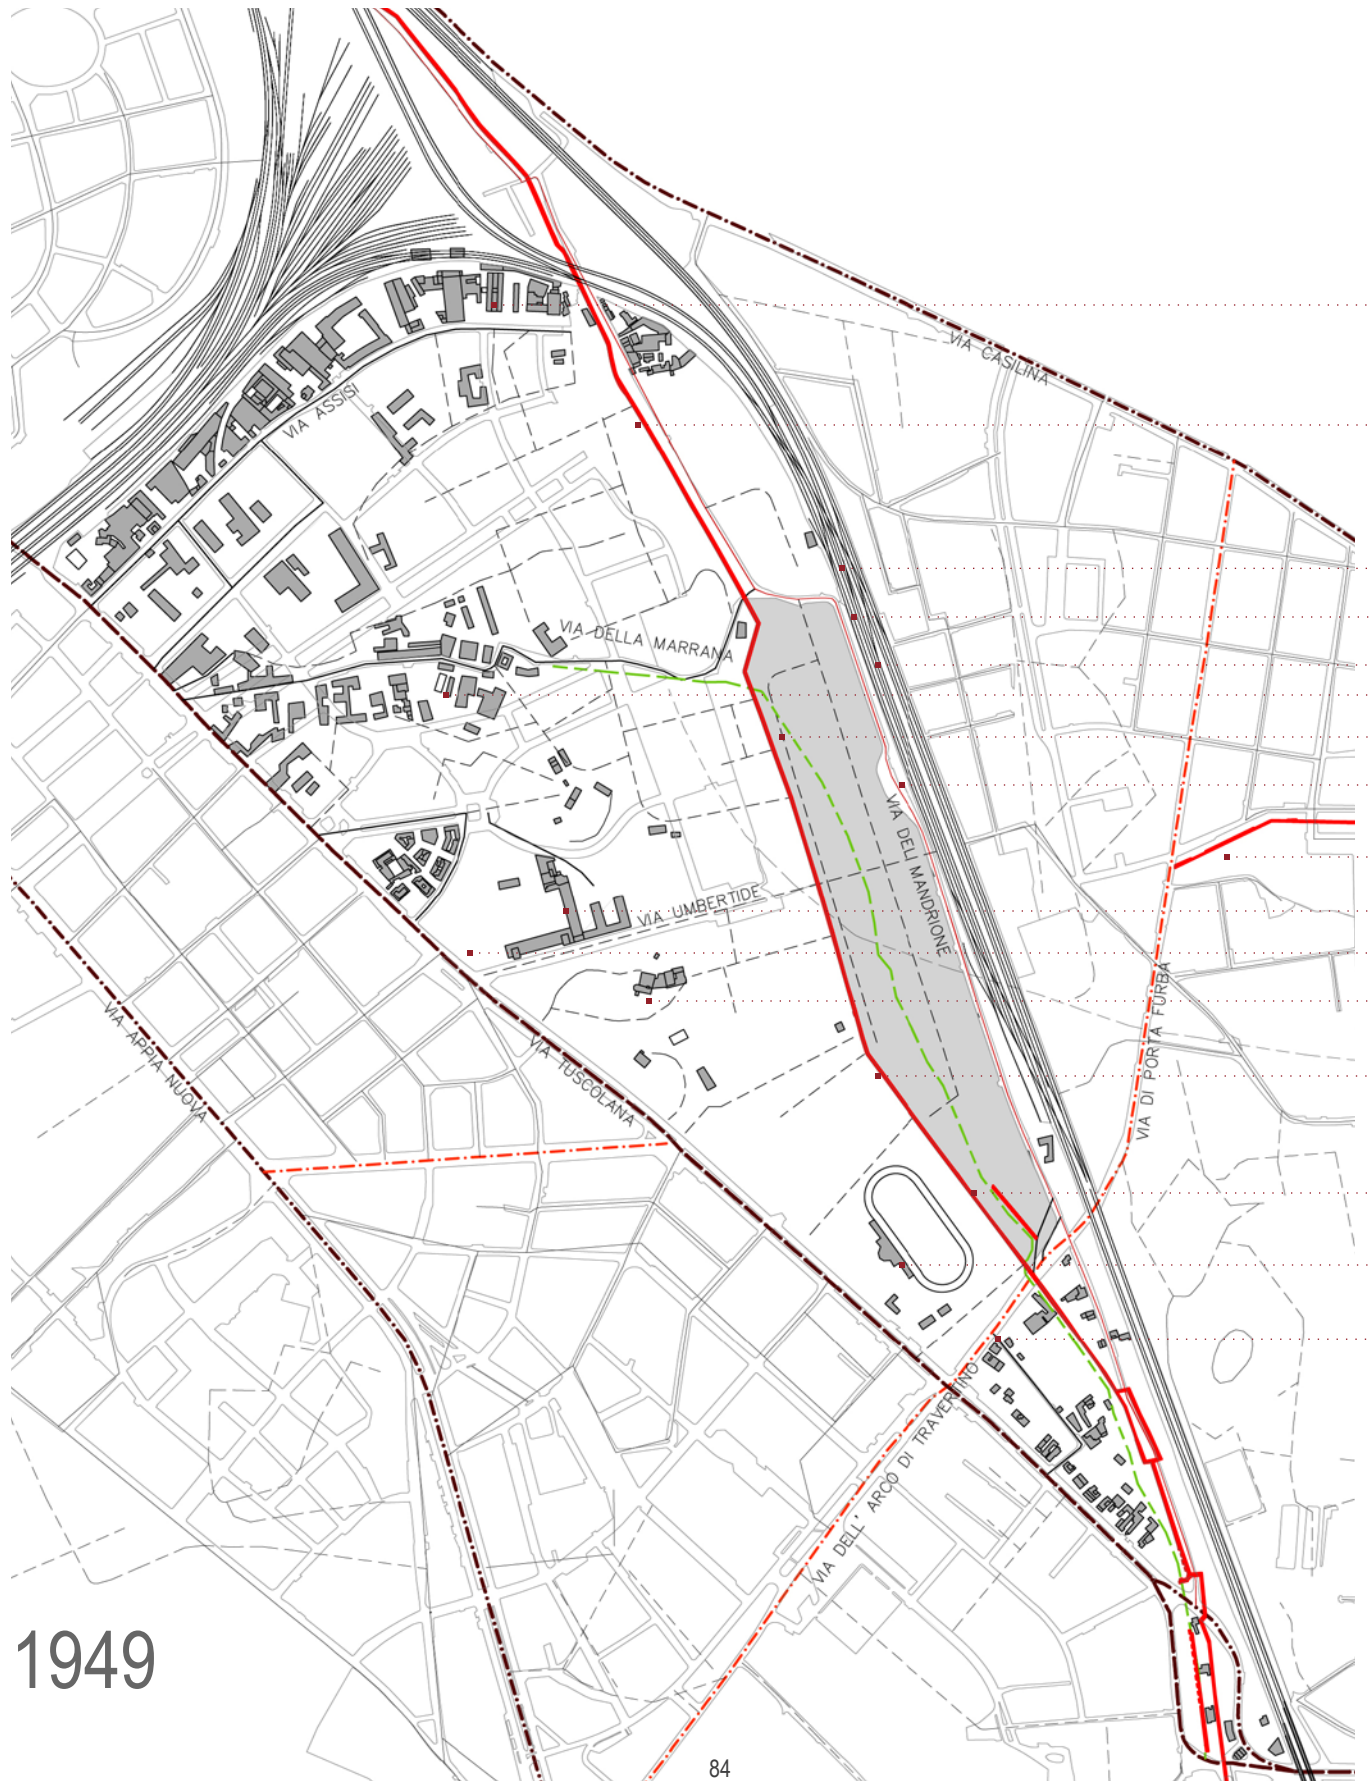 VIA CASILINA
VIA ASSISI
VIA DELLA MARRANA
VIA DELI MANDRIONE
VIA UMBERTIDE
VIA DI PORTA FURBA
VIA APPIA NUOVA
VIA TUSCOLANA
VIA DELL' ARCO DI TRAVERTINO
1949
84